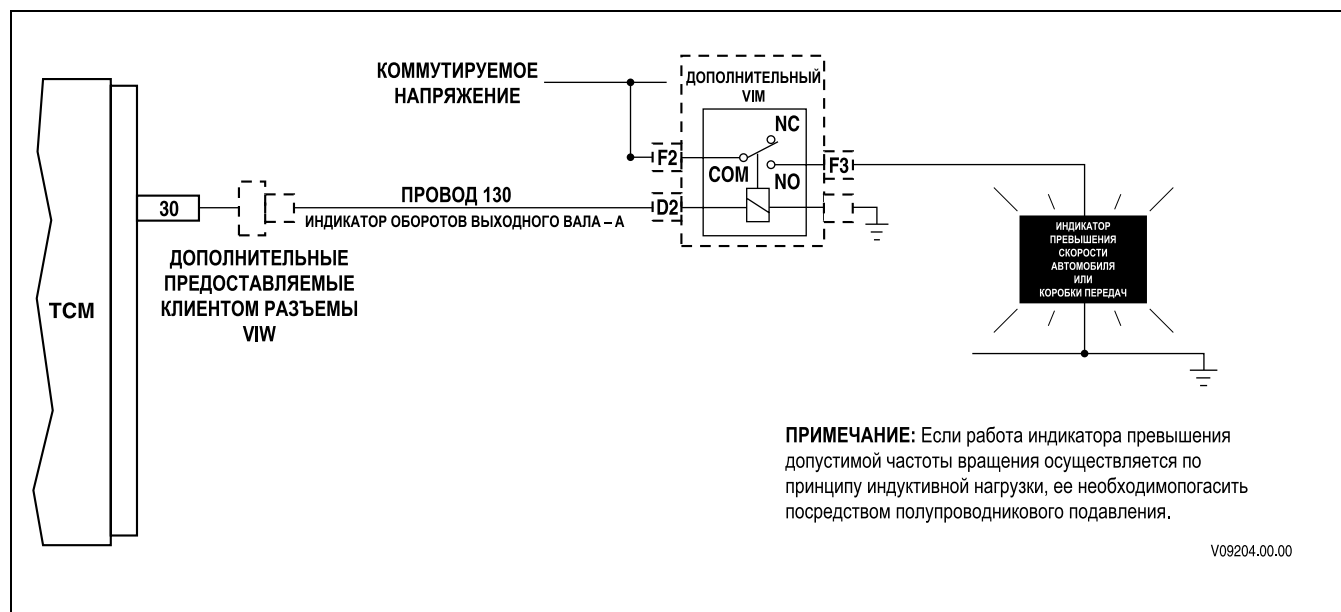 КОММУТИРУЕМОЕ
НАПРЯЖЕНИЕ
ДОПОЛНИТЕЛЬНЫЙ
VIM
NC
F2
COM
NO
F3
30
ПРОВОД 130
D2
ИНДИКАТОР ОБОРОТОВ ВЫХОДНОГО ВАЛА – A
ДОПОЛНИТЕЛЬНЫЕ
ПРЕДОСТАВЛЯЕМЫЕ
КЛИЕНТОМ РАЗЪЕМЫ
VIW
TCM
ИНДИКАТОР
ПРЕВЫШЕНИЯ
СКОРОСТИ
АВТОМОБИЛЯ
ИЛИ
КОРОБКИ ПЕРЕДАЧ
ПРИМЕЧАНИЕ: Если работа индикатора превышения
допустимой частоты вращения осуществляется по
принципу индуктивной нагрузки, ее необходимопогасить
посредством полупроводникового подавления.
V09204.00.00